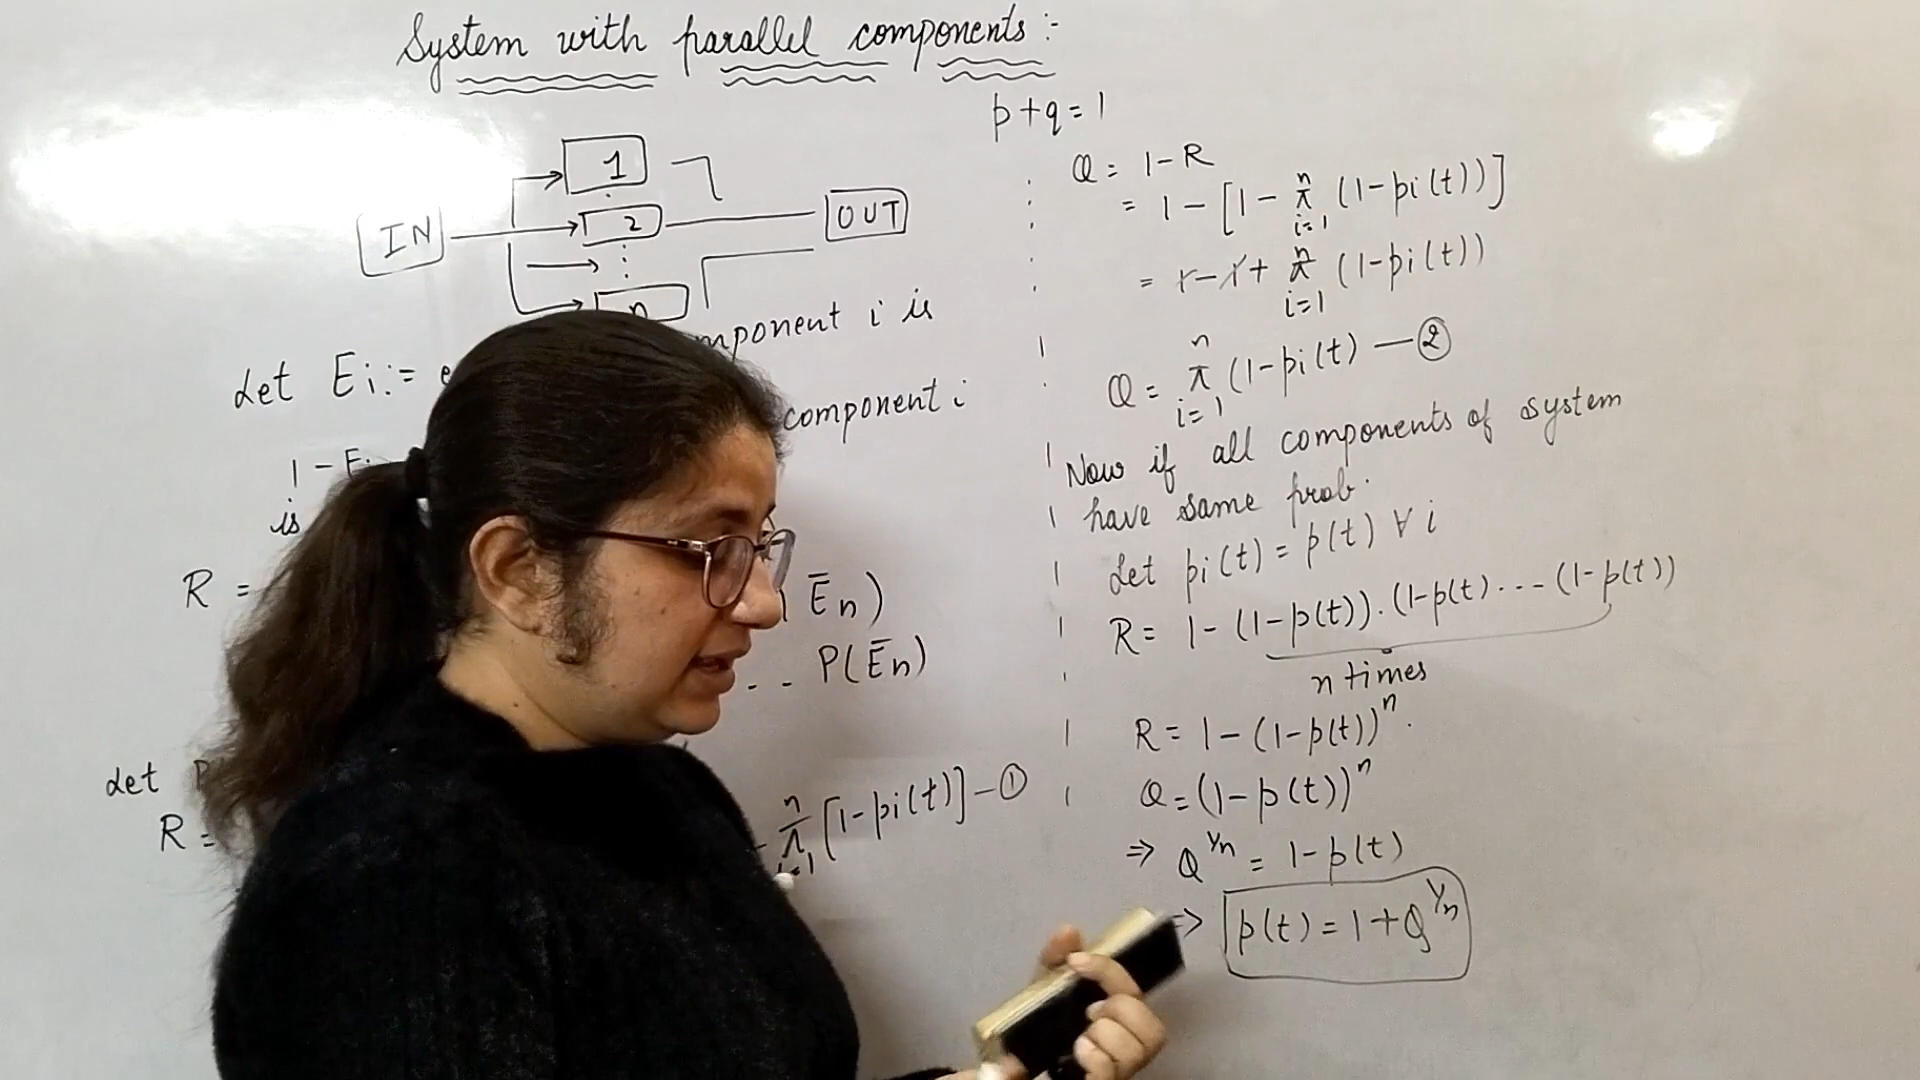 System with parallel components :-
IN
1
2
n
OUT
Let Ei :=
component i is
component i
1 - E
is
R =
Ēn)
P(Ēn)
Let P
R =
n
π [1-pi(t)] - ①
i=1
p+q=1
Q = 1-R
= 1 - [1 - π (1-pi(t))]
n
i=1
= 1-1+ π (1-pi(t))
n
i=1
Q = π (1-pi(t) — ②
n
i=1
Now if all components of system
have same prob.
Let pi(t) = p(t) ∀ i
R = 1-(1-p(t)).(1-p(t)...(1-p(t))
n times
R = 1-(1-p(t))ⁿ.
Q = (1-p(t))ⁿ
⇒ Q^1/n = 1-p(t)
⇒ p(t) = 1+Q^1/n